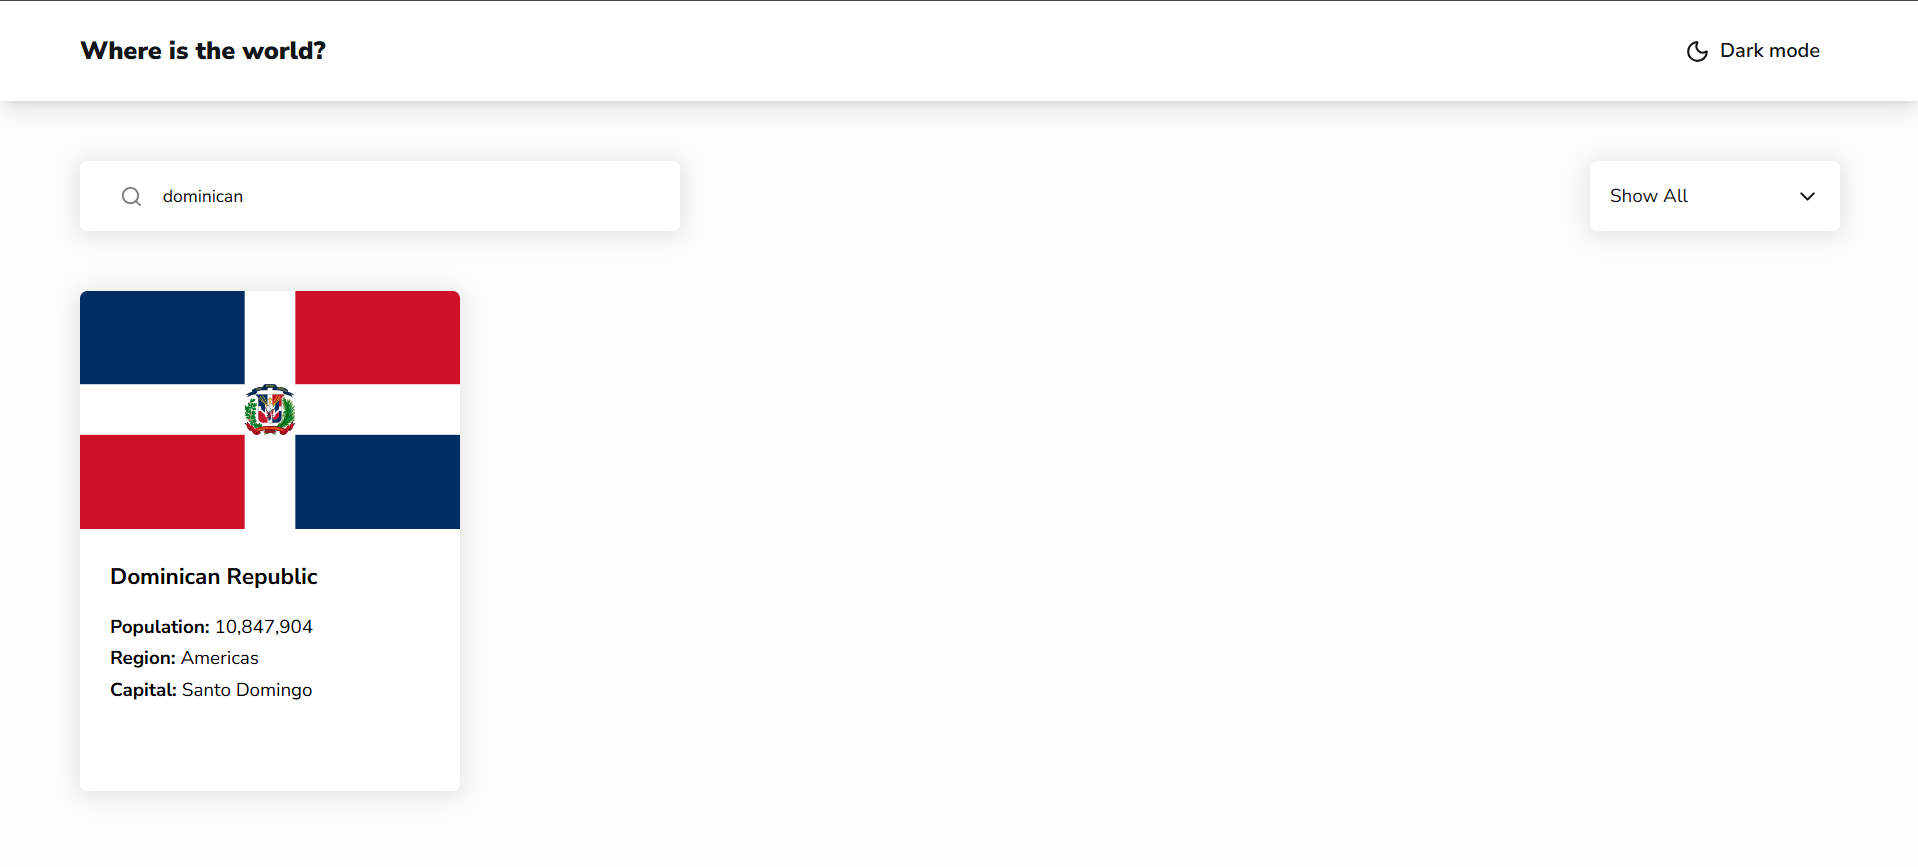 Where is the world?
Dark mode
dominican
Show All
Dominican Republic
Population: 10,847,904
Region: Americas
Capital: Santo Domingo